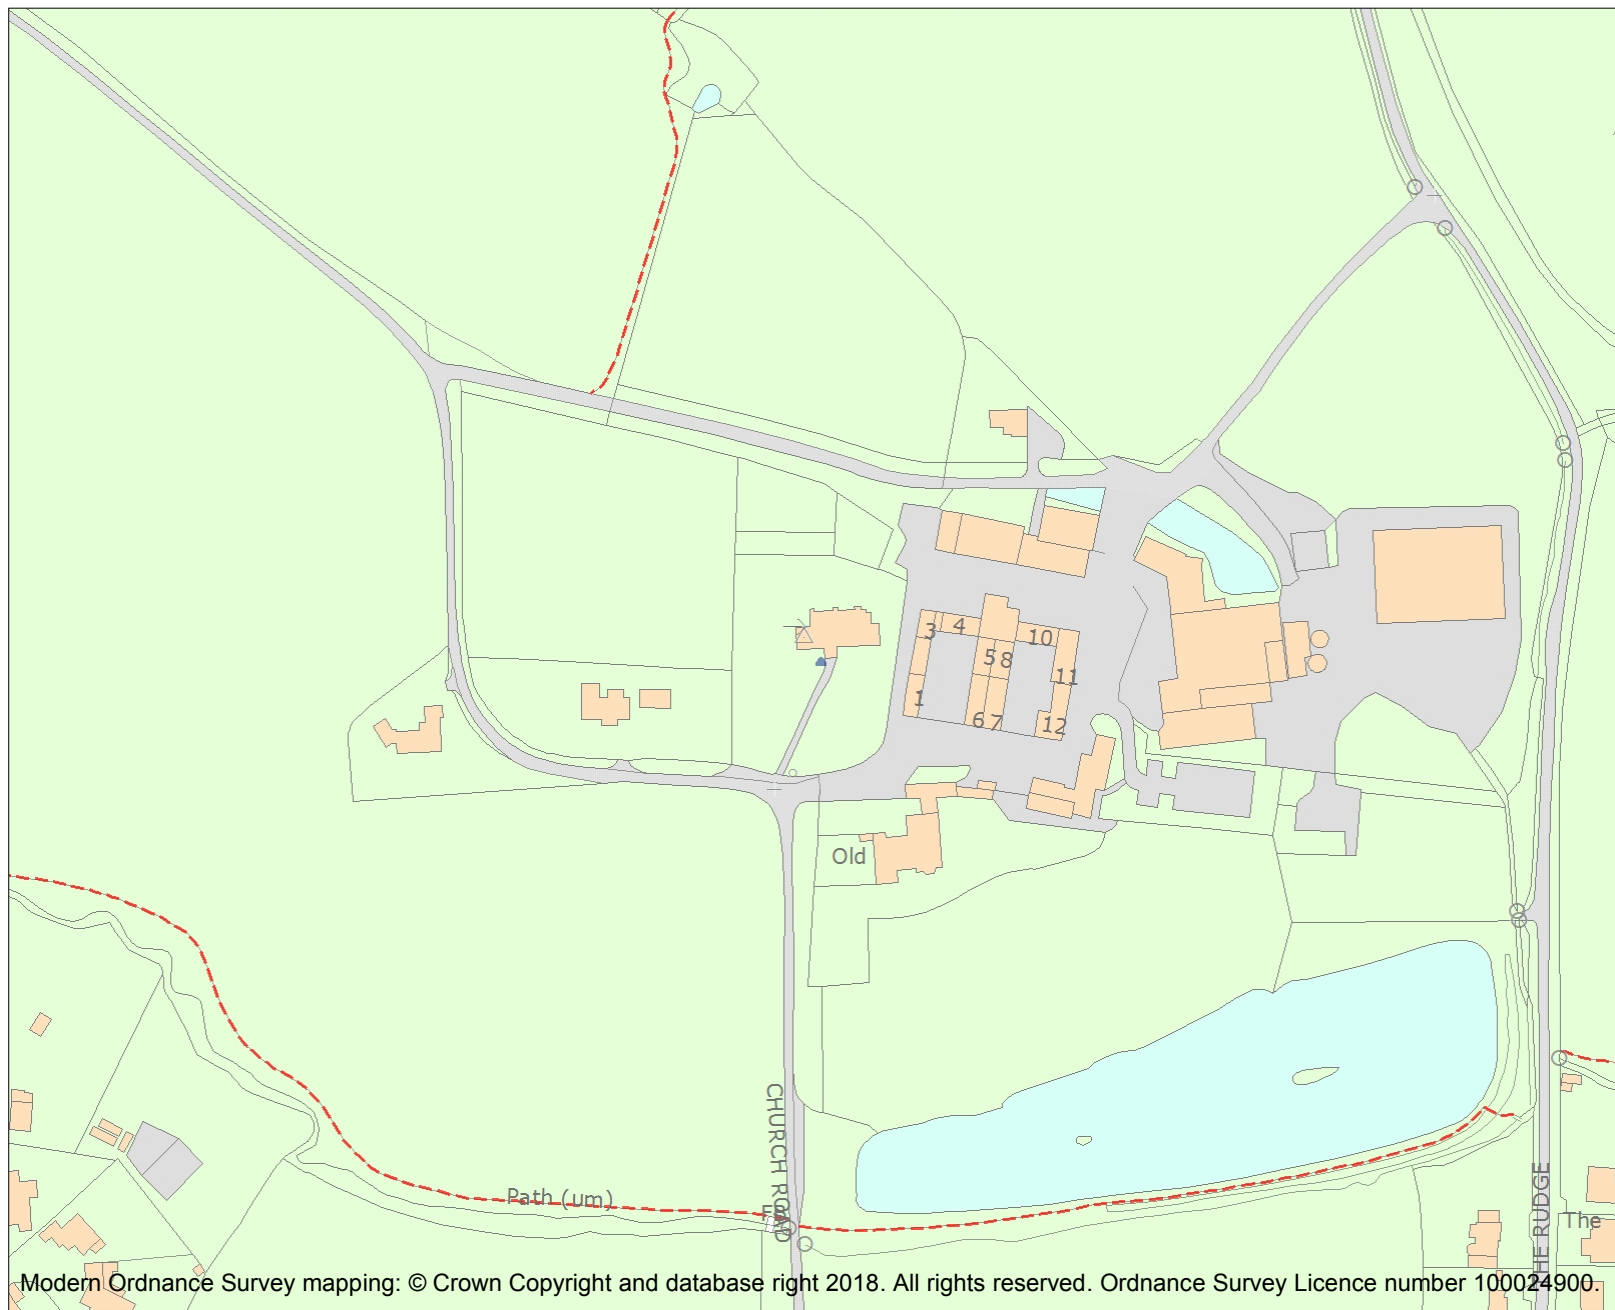 3
4
10
5
8
11
1
6
7
12
Old
CHURCH ROAD
Path (um)
FB
THE RUDGE
The
Modern Ordnance Survey mapping: © Crown Copyright and database right 2018. All rights reserved. Ordnance Survey Licence number 100024900.